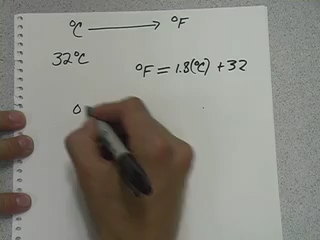 °C ⟶ °F
32°C
°F = 1.8(°C) + 32
o